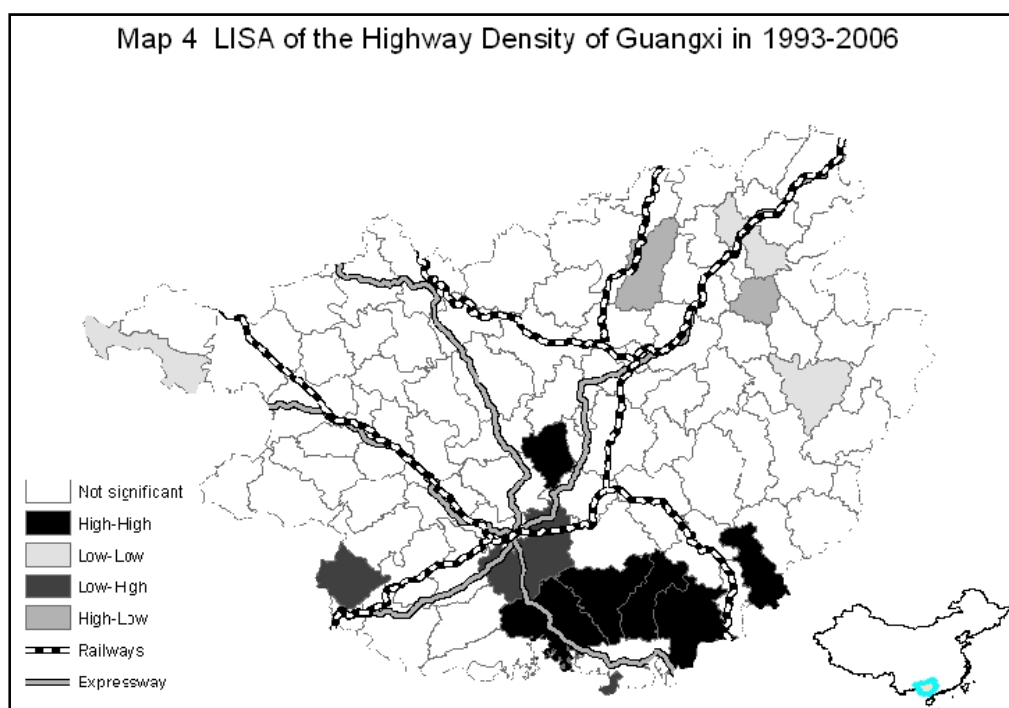 Map 4 LISA of the Highway Density of Guangxi in 1993-2006
Not significant
High-High
Low-Low
Low-High
High-Low
Railways
Expressway